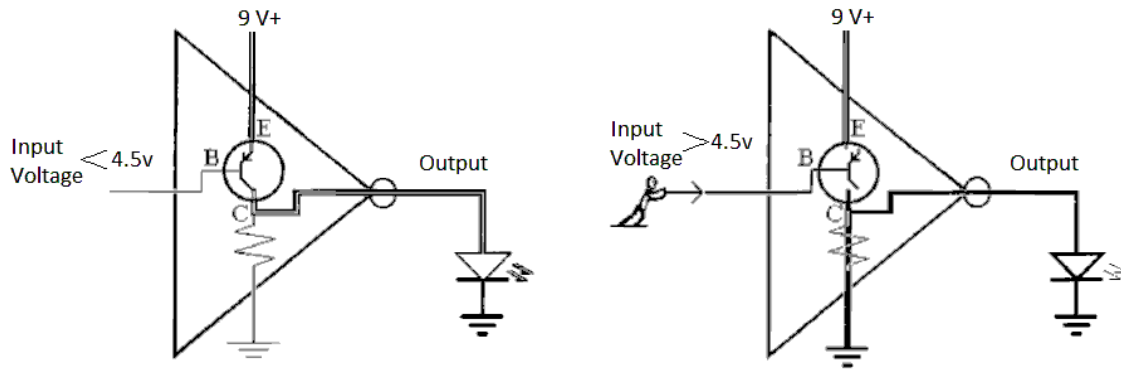 9 V+
E
Input
Voltage
< 4.5v
B
Output
C
9 V+
E
Input
Voltage
>4.5v
B
Output
C